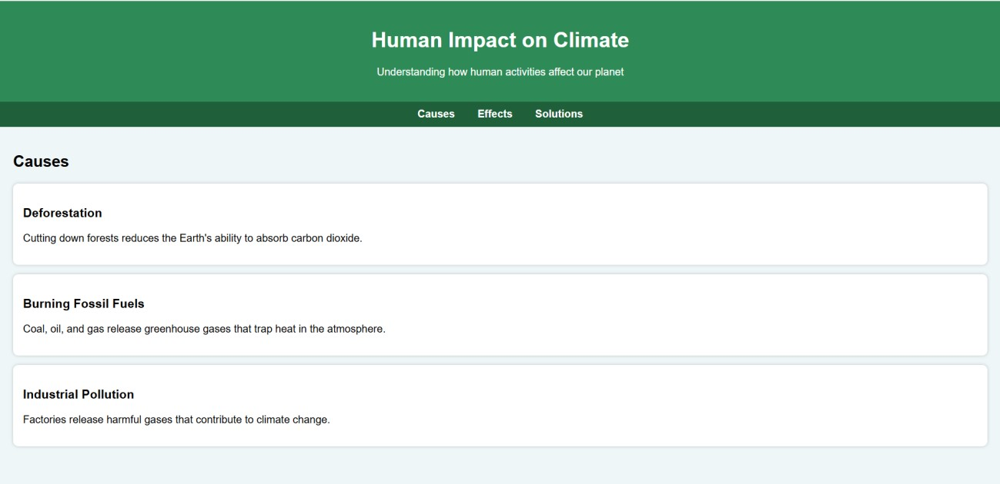 Human Impact on Climate
Understanding how human activities affect our planet
Causes Effects Solutions
Causes
Deforestation
Cutting down forests reduces the Earth's ability to absorb carbon dioxide.
Burning Fossil Fuels
Coal, oil, and gas release greenhouse gases that trap heat in the atmosphere.
Industrial Pollution
Factories release harmful gases that contribute to climate change.